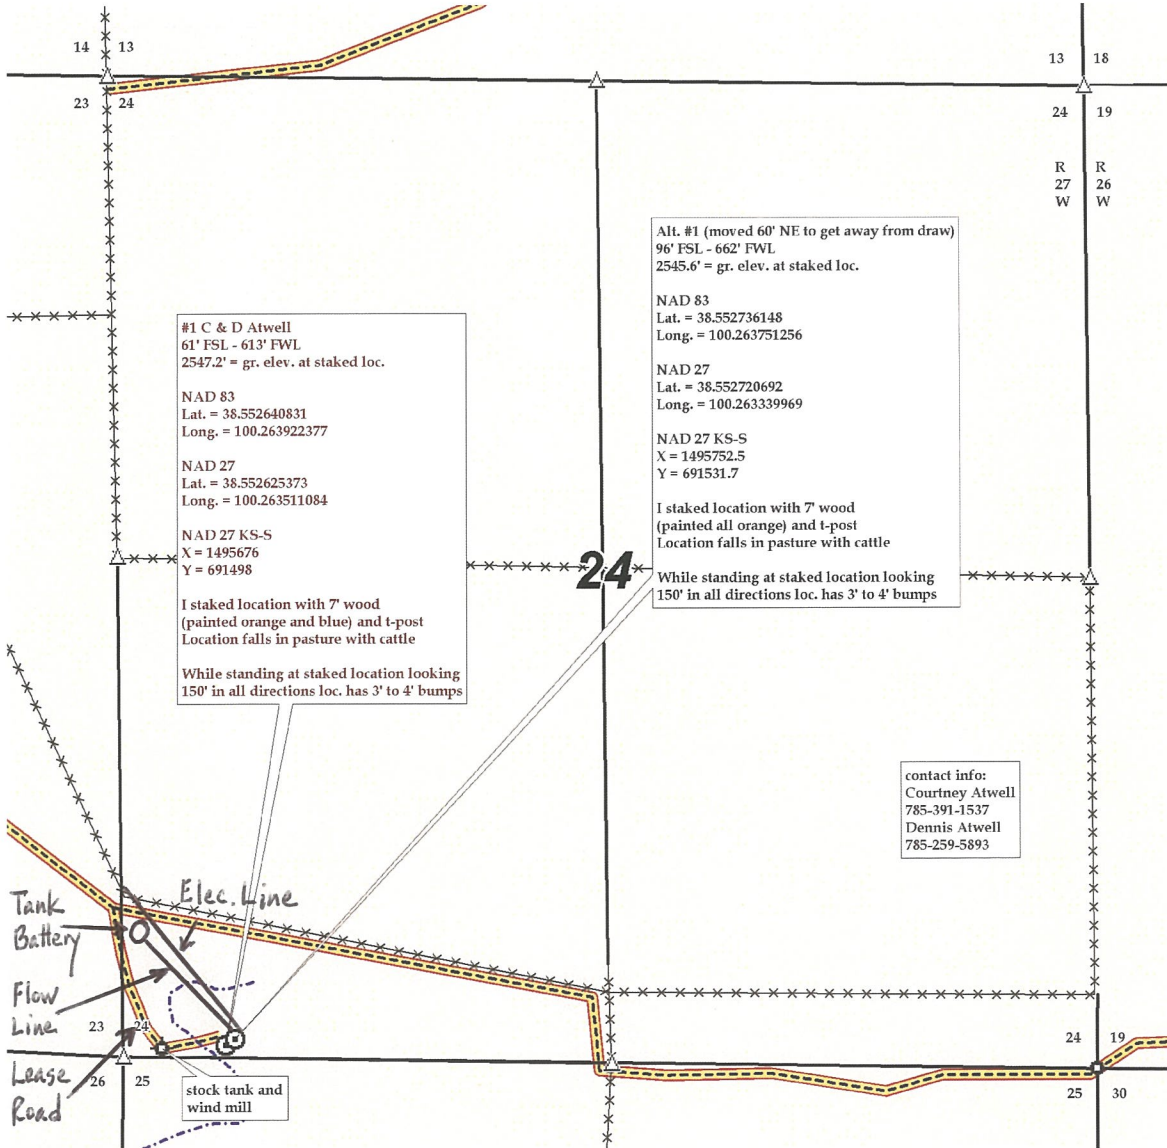 14 13
23 24
13 18
24 19
R R
27 26
W W
Alt. #1 (moved 60' NE to get away from draw)
96' FSL - 662' FWL
2545.6' = gr. elev. at staked loc.
NAD 83
Lat. = 38.552736148
Long. = 100.263751256
NAD 27
Lat. = 38.552720692
Long. = 100.263339969
NAD 27 KS-S
X = 1495752.5
Y = 691531.7
I staked location with 7' wood
(painted all orange) and t-post
Location falls in pasture with cattle
While standing at staked location looking
150' in all directions loc. has 3' to 4' bumps
#1 C & D Atwell
61' FSL - 613' FWL
2547.2' = gr. elev. at staked loc.
NAD 83
Lat. = 38.552640831
Long. = 100.263922377
NAD 27
Lat. = 38.552625373
Long. = 100.263511084
NAD 27 KS-S
X = 1495676
Y = 691498
I staked location with 7' wood
(painted orange and blue) and t-post
Location falls in pasture with cattle
While standing at staked location looking
150' in all directions loc. has 3' to 4' bumps
24
contact info:
Courtney Atwell
785-391-1537
Dennis Atwell
785-259-5893
Elec. Line
Tank
Battery
Flow
Line
23 24
Lease
Road
26 25
stock tank and
wind mill
24 19
25 30